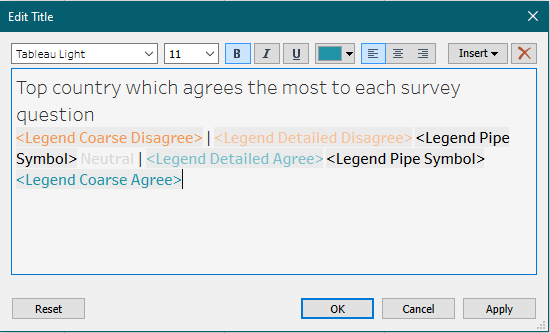 Edit Title
Tableau Light 11 B I U Insert
Top country which agrees the most to each survey
question
<Legend Coarse Disagree> | <Legend Detailed Disagree> <Legend Pipe
Symbol> Neutral | <Legend Detailed Agree> <Legend Pipe Symbol>
<Legend Coarse Agree>
Reset OK Cancel Apply